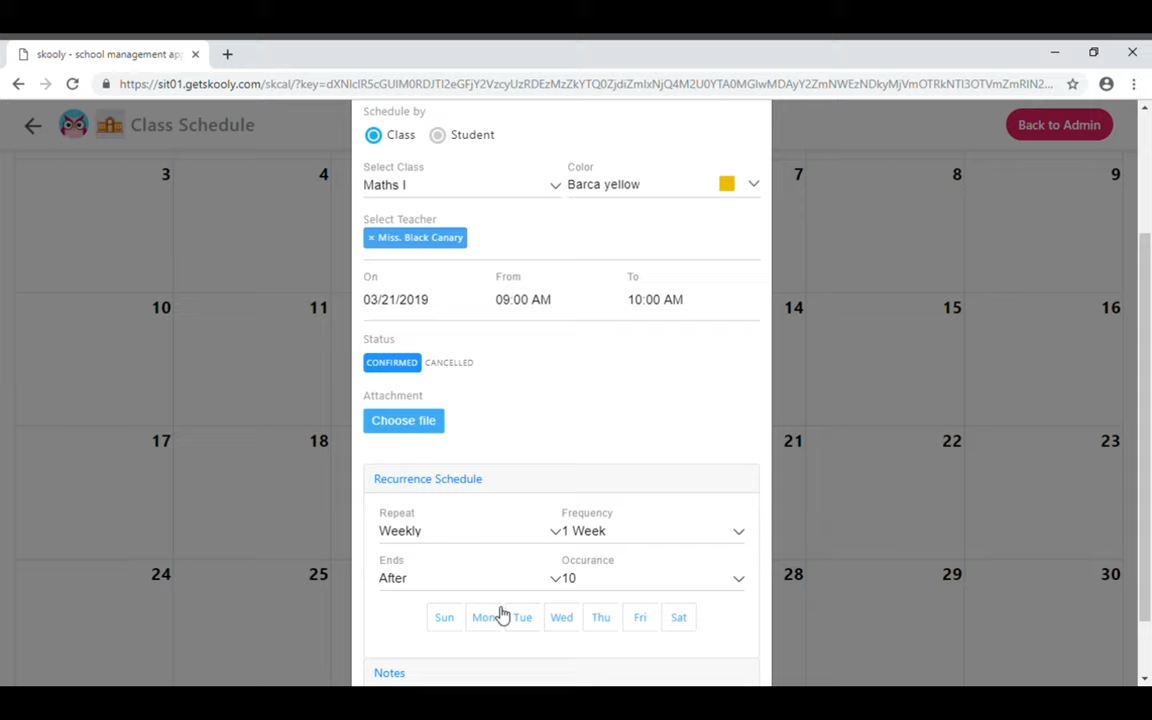 skooly - school management ap
https://sit01.getskooly.com/skcal/?key=
Class Schedule
Back to Admin
Schedule by
Class Student
Select Class Color
Maths I Barca yellow
Select Teacher
× Miss. Black Canary
On From To
03/21/2019 09:00 AM 10:00 AM
Status
CONFIRMED CANCELLED
Attachment
Choose file
Recurrence Schedule
Repeat Frequency
Weekly 1 Week
Ends Occurance
After 10
Sun Mon Tue Wed Thu Fri Sat
Notes
3 4 7 8 9
10 11 14 15 16
17 18 21 22 23
24 25 28 29 30